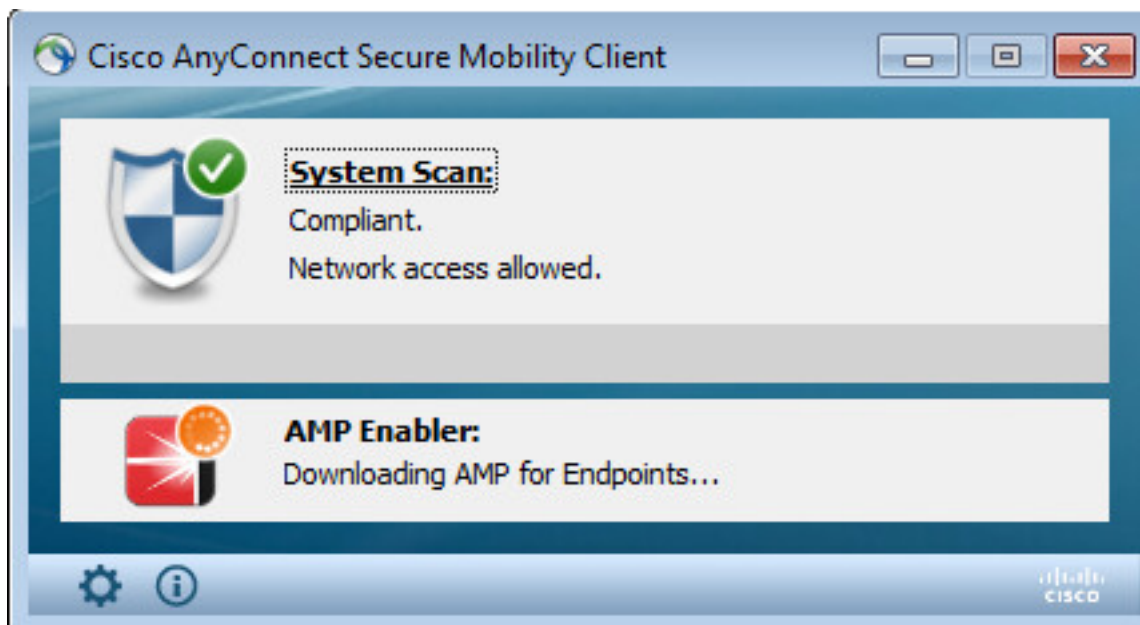 Cisco AnyConnect Secure Mobility Client
System Scan:
Compliant.
Network access allowed.
AMP Enabler:
Downloading AMP for Endpoints...
CISCO